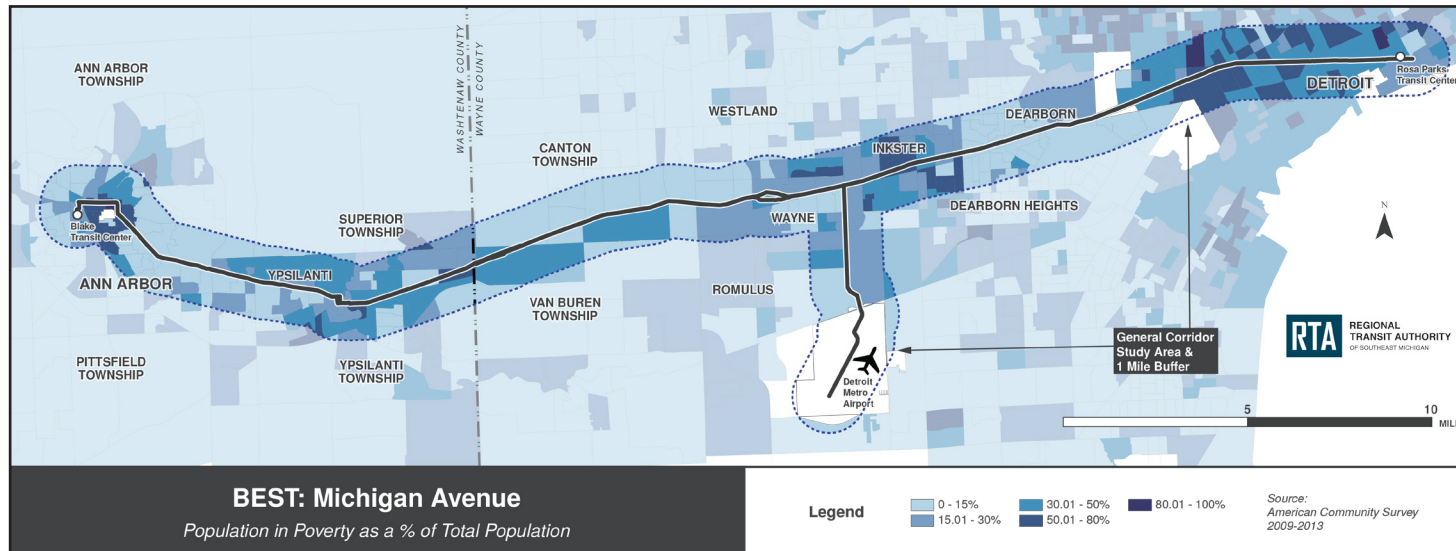 ANN ARBOR
TOWNSHIP
WASHTENAW COUNTY
WAYNE COUNTY
WESTLAND
CANTON
TOWNSHIP
SUPERIOR
TOWNSHIP
DEARBORN
INKSTER
DETROIT
Rosa Parks
Transit Center
Blake
Transit Center
ANN ARBOR
YPSILANTI
WAYNE
DEARBORN HEIGHTS
ROMULUS
VAN BUREN
TOWNSHIP
PITTSFIELD
TOWNSHIP
YPSILANTI
TOWNSHIP
Detroit
Metro
Airport
General Corridor
Study Area &
1 Mile Buffer
N
RTA
REGIONAL
TRANSIT AUTHORITY
OF SOUTHEAST MICHIGAN
5
10
MIL
BEST: Michigan Avenue
Population in Poverty as a % of Total Population
Legend
0 - 15%
15.01 - 30%
30.01 - 50%
50.01 - 80%
80.01 - 100%
Source:
American Community Survey
2009-2013